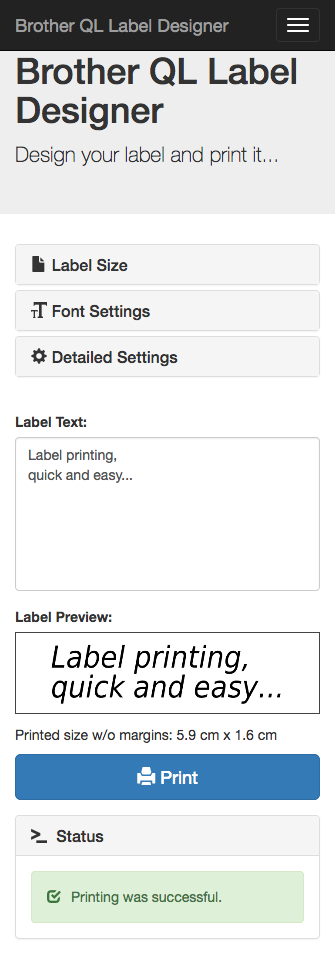 Brother QL Label Designer
Brother QL Label
Designer
Design your label and print it...
Label Size
Font Settings
Detailed Settings
Label Text:
Label printing,
quick and easy...
Label Preview:
Label printing,
quick and easy...
Printed size w/o margins: 5.9 cm x 1.6 cm
Print
Status
Printing was successful.